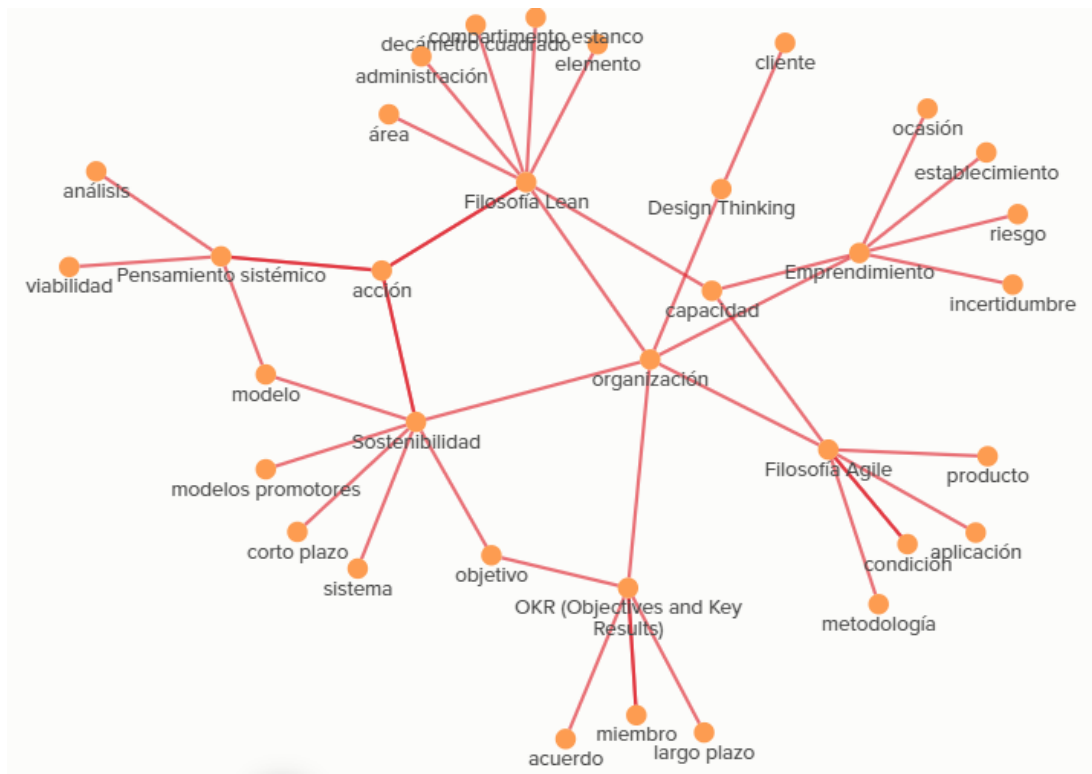 compartimento estanco
decámetro cuadrado
elemento
cliente
administración
área
ocasión
establecimiento
análisis
Filosofía Lean
Design Thinking
riesgo
viabilidad
Pensamiento sistémico
acción
Emprendimiento
capacidad
incertidumbre
modelo
organización
Sostenibilidad
Filosofía Agile
producto
modelos promotores
corto plazo
aplicación
condición
sistema
objetivo
OKR (Objectives and Key
Results)
metodología
miembro
largo plazo
acuerdo